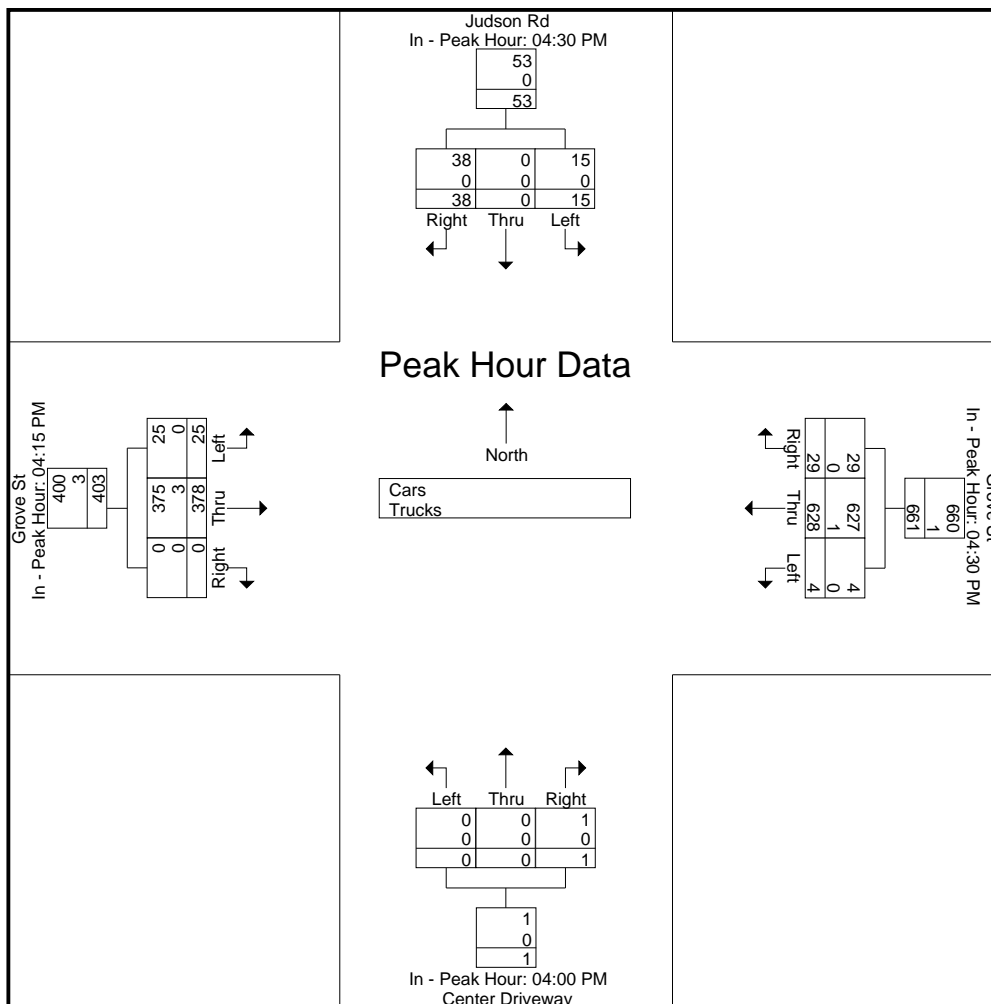 Judson Rd
In - Peak Hour: 04:30 PM
53
0
53
38 0 15
0 0 0
38 0 15
Right Thru Left
Peak Hour Data
North
Cars
Trucks
Grove St
In - Peak Hour: 04:15 PM
400
3
403
25 0 25
Left
375 3 378
Thru
0 0 0
Right
Right
29 0 29
Thru
628 1 627
Left
4 0 4
661
1
660
In - Peak Hour: 04:30 PM
Grove St
Left Thru Right
0 0 1
0 0 0
0 0 1
1
0
1
In - Peak Hour: 04:00 PM
Center Driveway